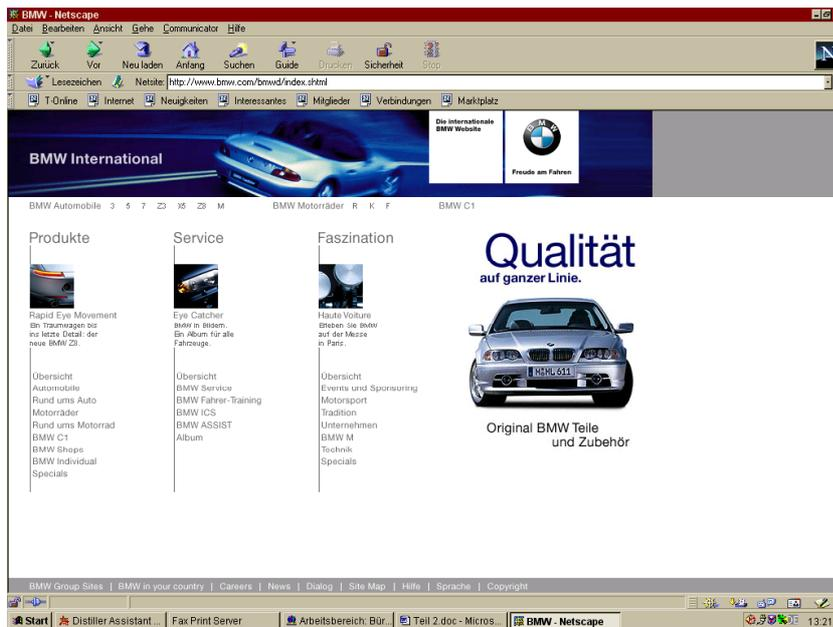 BMW - Netscape
Datei Bearbeiten Ansicht Gehe Communicator Hilfe
Zurück Vor Neu laden Anfang Suchen Guide Drucken Sicherheit Stop
Lesezeichen Netsite: http://www.bmw.com/bmwd/index.shtml
T-Online Internet Neuigkeiten Interessantes Mitglieder Verbindungen Marktplatz
BMW International
Die internationale
BMW Website
BMW
Freude am Fahren
BMW Automobile 3 5 7 Z3 X5 Z8 M BMW Motorräder R K F BMW C1
Produkte
Rapid Eye Movement
Ein Traumwagen bis
ins letzte Detail: der
neue BMW Z8.
Übersicht
Automobile
Rund ums Auto
Motorräder
Rund ums Motorrad
BMW C1
BMW Shops
BMW Individual
Specials
Service
Eye Catcher
BMW in Bildern.
Ein Album für alle
Fahrzeuge.
Übersicht
BMW Service
BMW Fahrer-Training
BMW ICS
BMW ASSIST
Album
Faszination
Haute Voiture
Erleben Sie BMW
auf der Messe
in Paris.
Übersicht
Events und Sponsoring
Motorsport
Tradition
Unternehmen
BMW M
Technik
Specials
Qualität
auf ganzer Linie.
M HL 611
Original BMW Teile
und Zubehör
BMW Group Sites | BMW in your country | Careers | News | Dialog | Site Map | Hilfe | Sprache | Copyright
Start Distiller Assistant ... Fax Print Server Arbeitsbereich: Bür... Teil 2.doc - Micros... BMW - Netscape 13:21